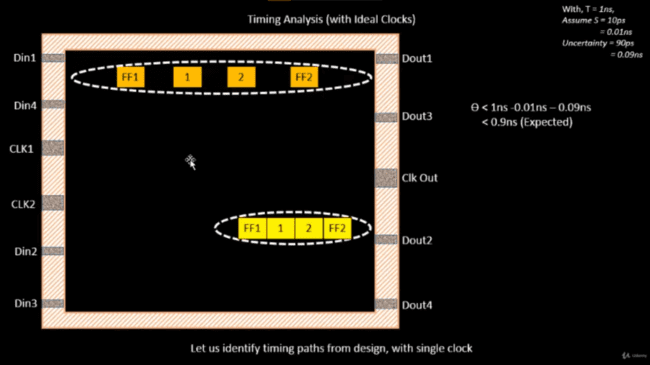 Timing Analysis (with Ideal Clocks)
With, T = 1ns,
Assume S = 10ps
= 0.01ns
Uncertainty = 90ps
= 0.09ns
Din1
Din4
CLK1
CLK2
Din2
Din3
FF1 1 2 FF2
FF1 1 2 FF2
Dout1
Dout3
Clk Out
Dout2
Dout4
Ɵ < 1ns -0.01ns – 0.09ns
< 0.9ns (Expected)
Let us identify timing paths from design, with single clock
Udemy